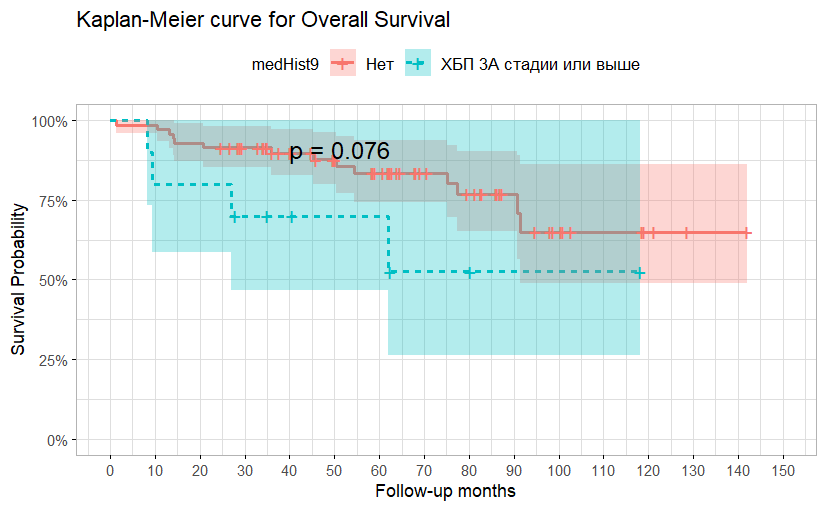 Kaplan-Meier curve for Overall Survival
medHist9 Нет ХБП 3А стадии или выше
100%
75%
50%
25%
0%
Survival Probability
p = 0.076
0 10 20 30 40 50 60 70 80 90 100 110 120 130 140 150
Follow-up months